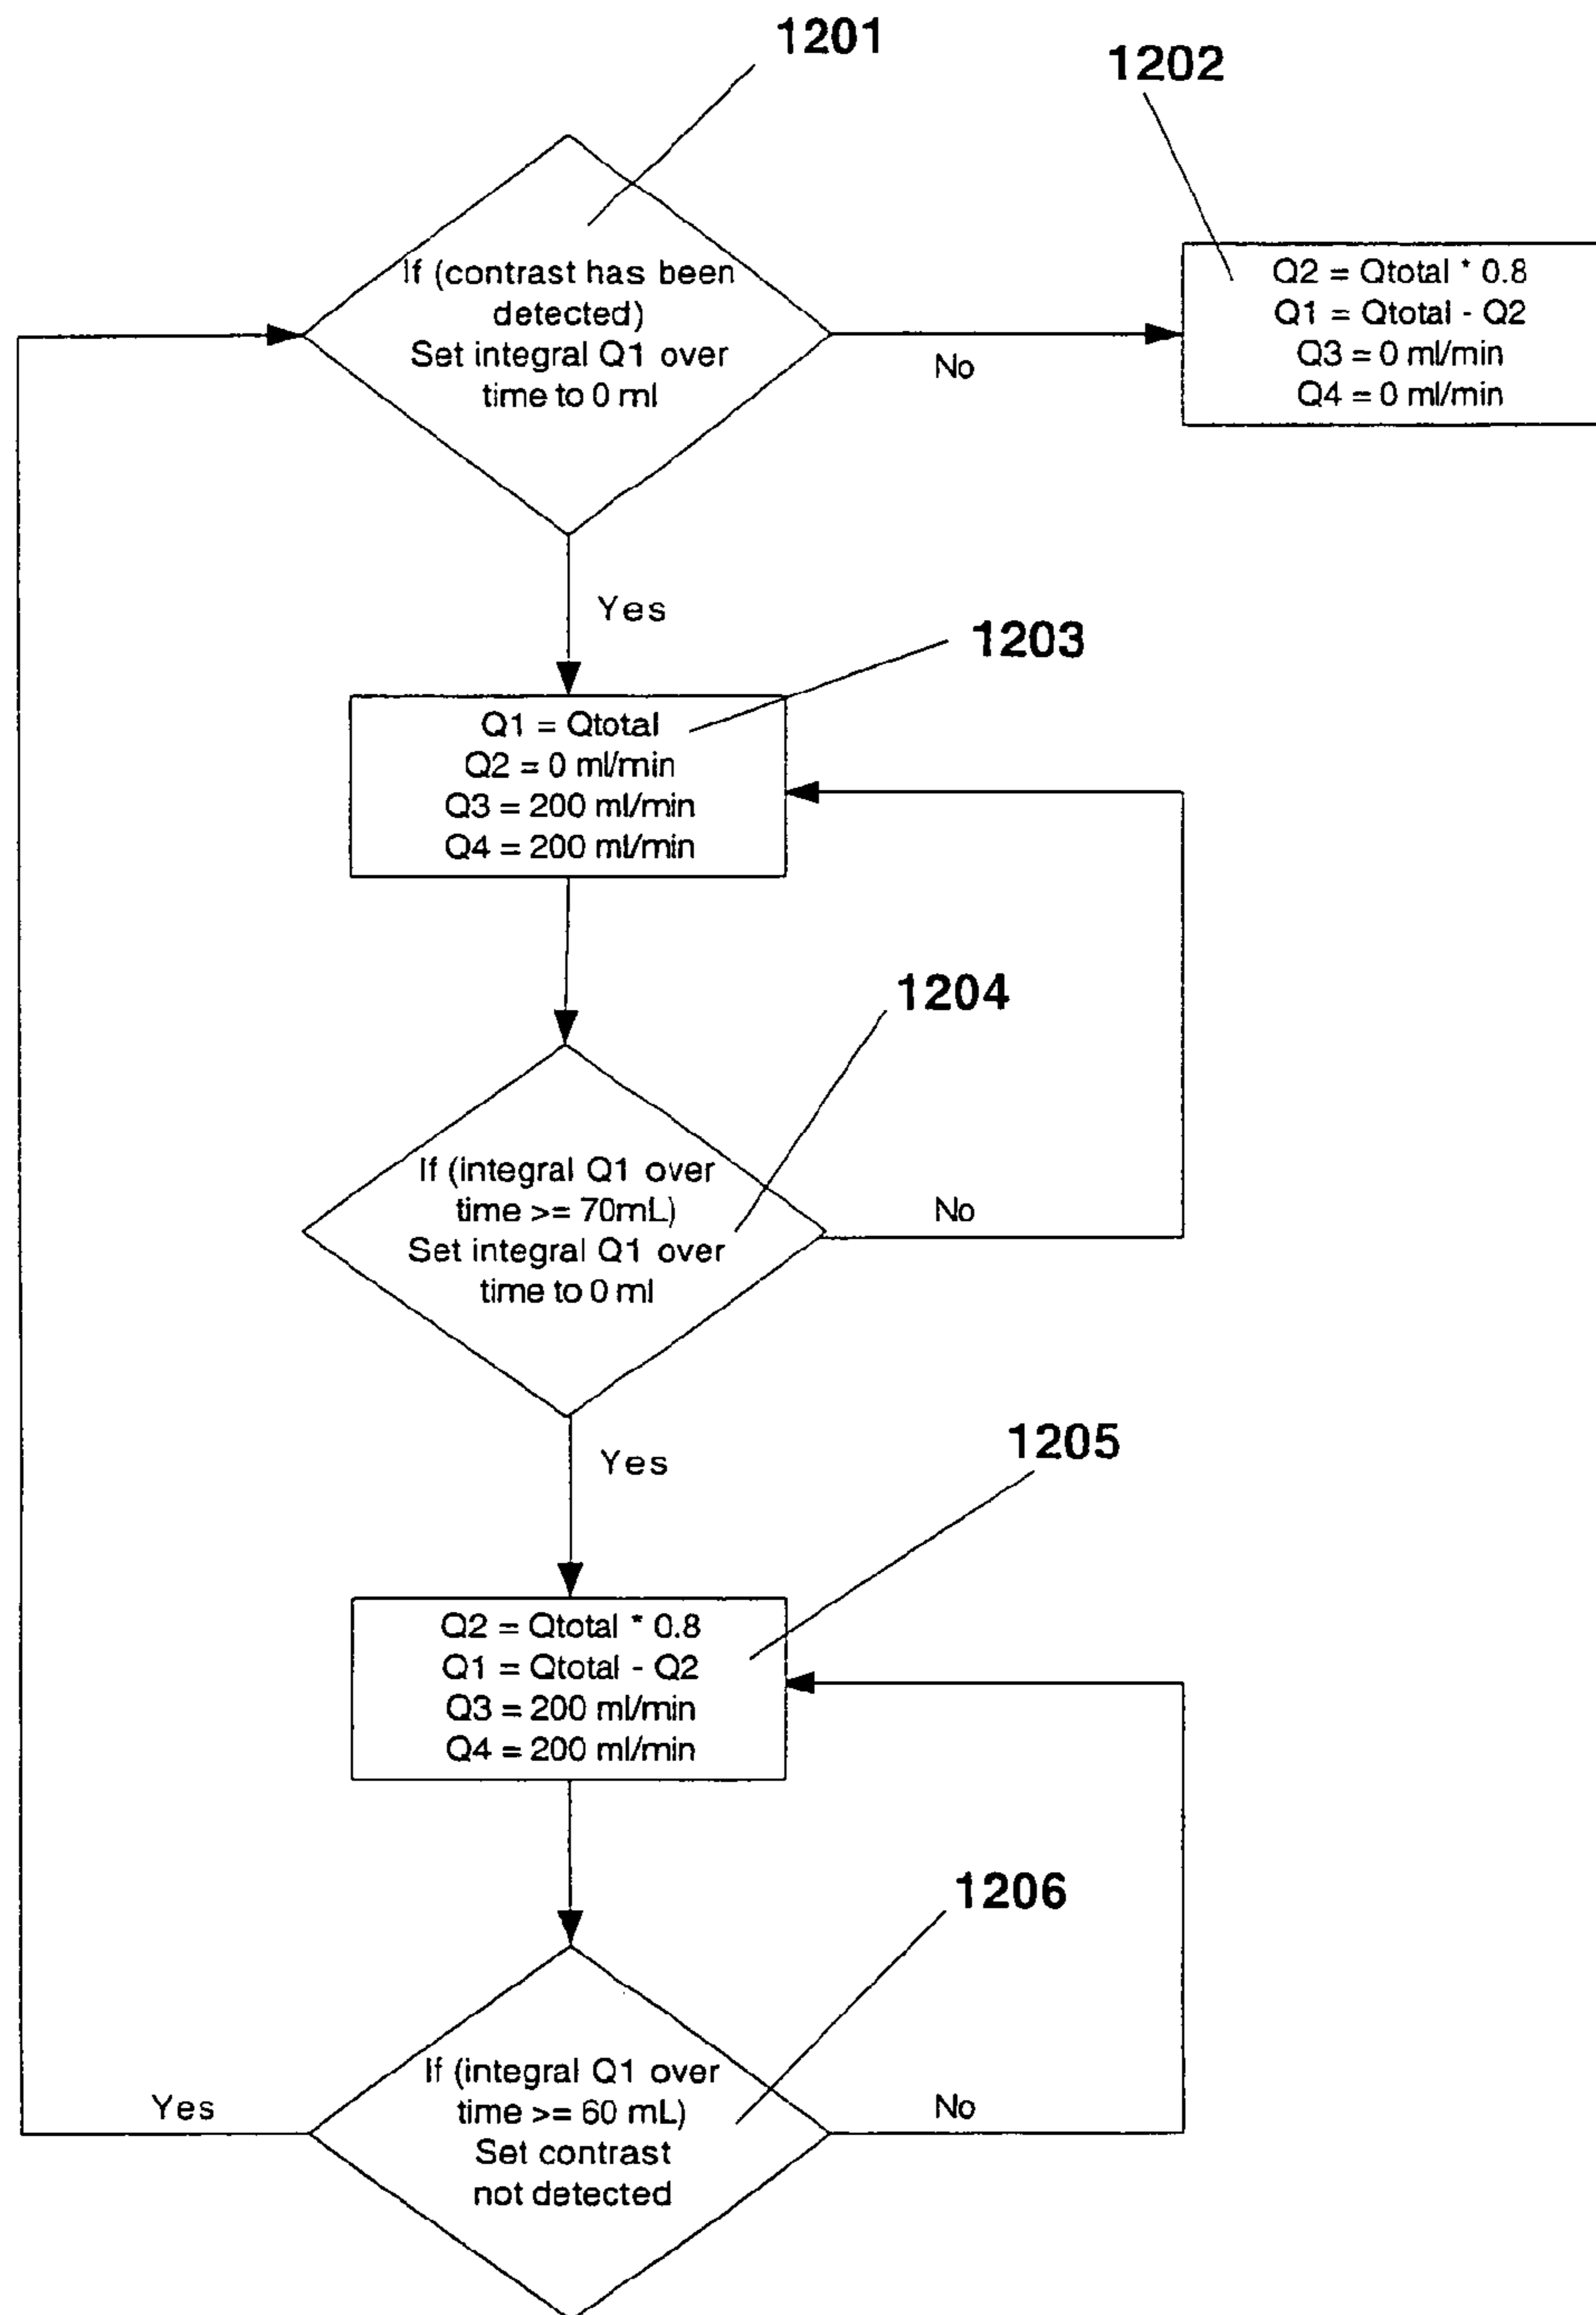 1201
1202
If (contrast has been
detected)
Set integral Q1 over
time to 0 ml
No
Q2 = Qtotal * 0.8
Q1 = Qtotal - Q2
Q3 = 0 ml/min
Q4 = 0 ml/min
Yes
1203
Q1 = Qtotal
Q2 = 0 ml/min
Q3 = 200 ml/min
Q4 = 200 ml/min
1204
If (integral Q1 over
time >= 70mL)
Set integral Q1 over
time to 0 ml
No
Yes
1205
Q2 = Qtotal * 0.8
Q1 = Qtotal - Q2
Q3 = 200 ml/min
Q4 = 200 ml/min
1206
If (integral Q1 over
time >= 60 mL)
Set contrast
not detected
Yes
No